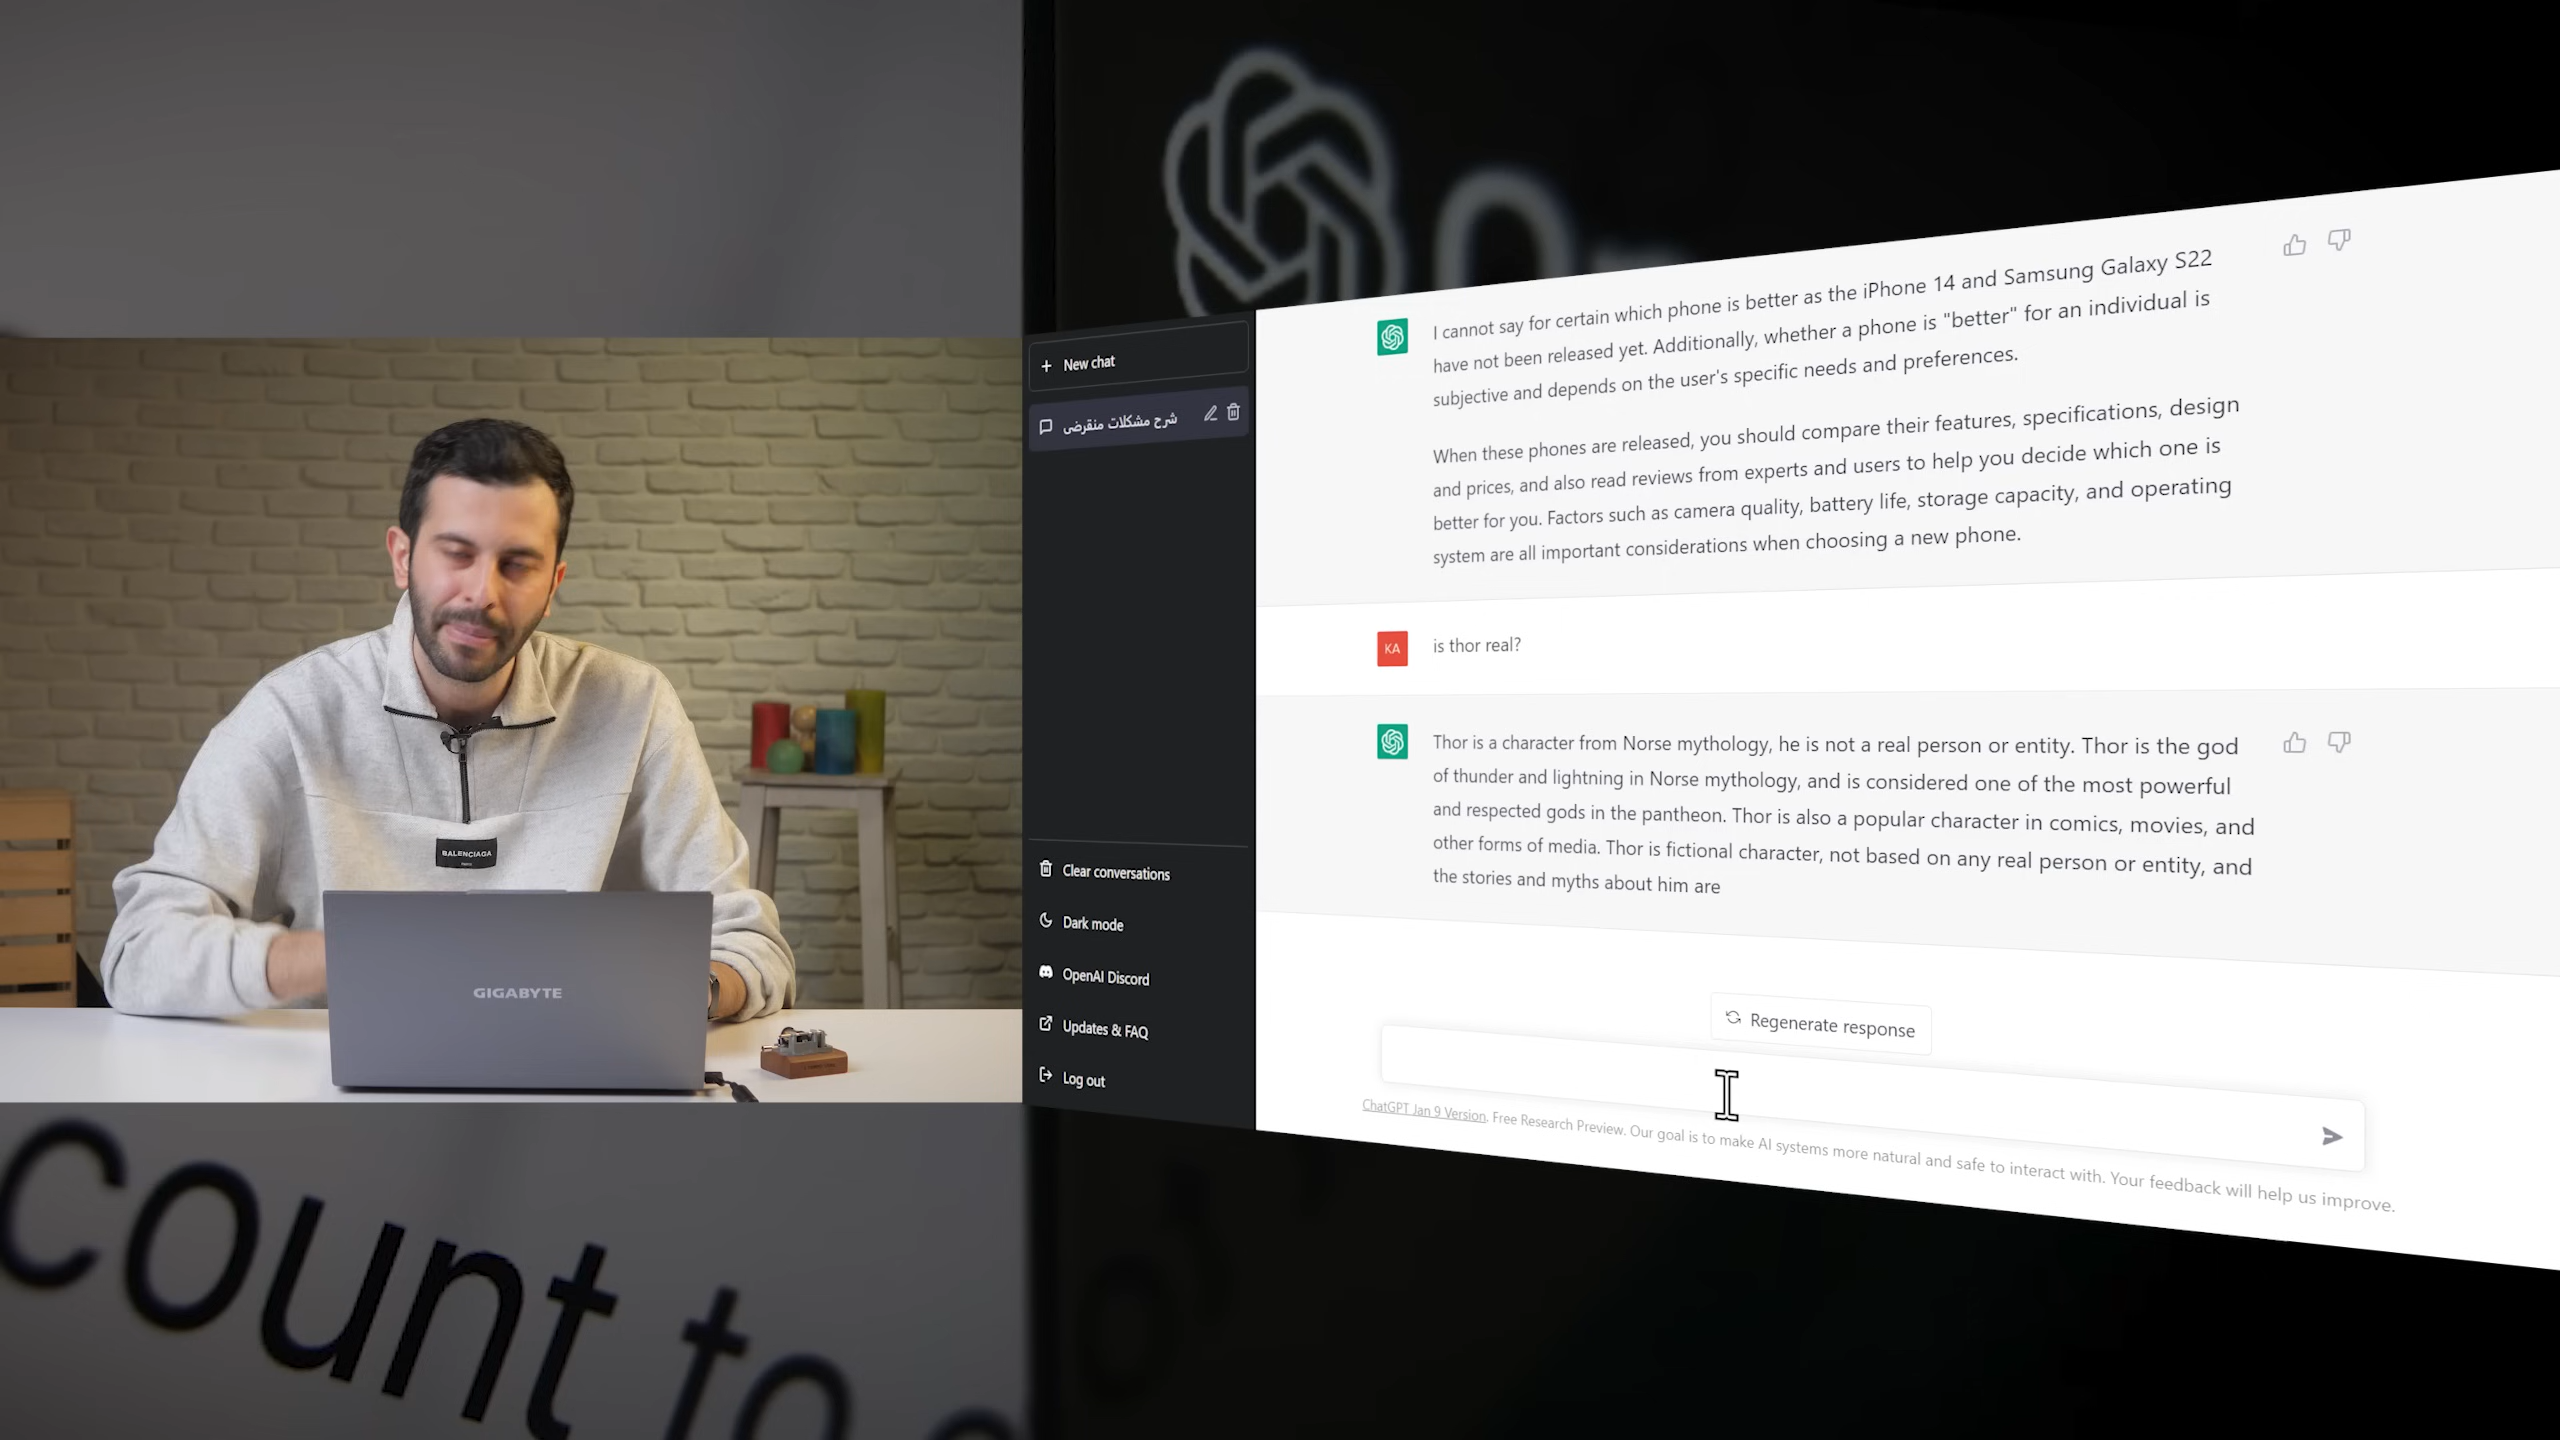 New chat
شرح مشکلات منقرضی
Clear conversations
Dark mode
OpenAI Discord
Updates & FAQ
Log out
I cannot say for certain which phone is better as the iPhone 14 and Samsung Galaxy S22
have not been released yet. Additionally, whether a phone is "better" for an individual is
subjective and depends on the user's specific needs and preferences.
When these phones are released, you should compare their features, specifications, design
and prices, and also read reviews from experts and users to help you decide which one is
better for you. Factors such as camera quality, battery life, storage capacity, and operating
system are all important considerations when choosing a new phone.
KA
is thor real?
Thor is a character from Norse mythology, he is not a real person or entity. Thor is the god
of thunder and lightning in Norse mythology, and is considered one of the most powerful
and respected gods in the pantheon. Thor is also a popular character in comics, movies, and
other forms of media. Thor is fictional character, not based on any real person or entity, and
the stories and myths about him are
Regenerate response
ChatGPT Jan 9 Version. Free Research Preview. Our goal is to make AI systems more natural and safe to interact with. Your feedback will help us improve.
BALENCIAGA
GIGABYTE
count to